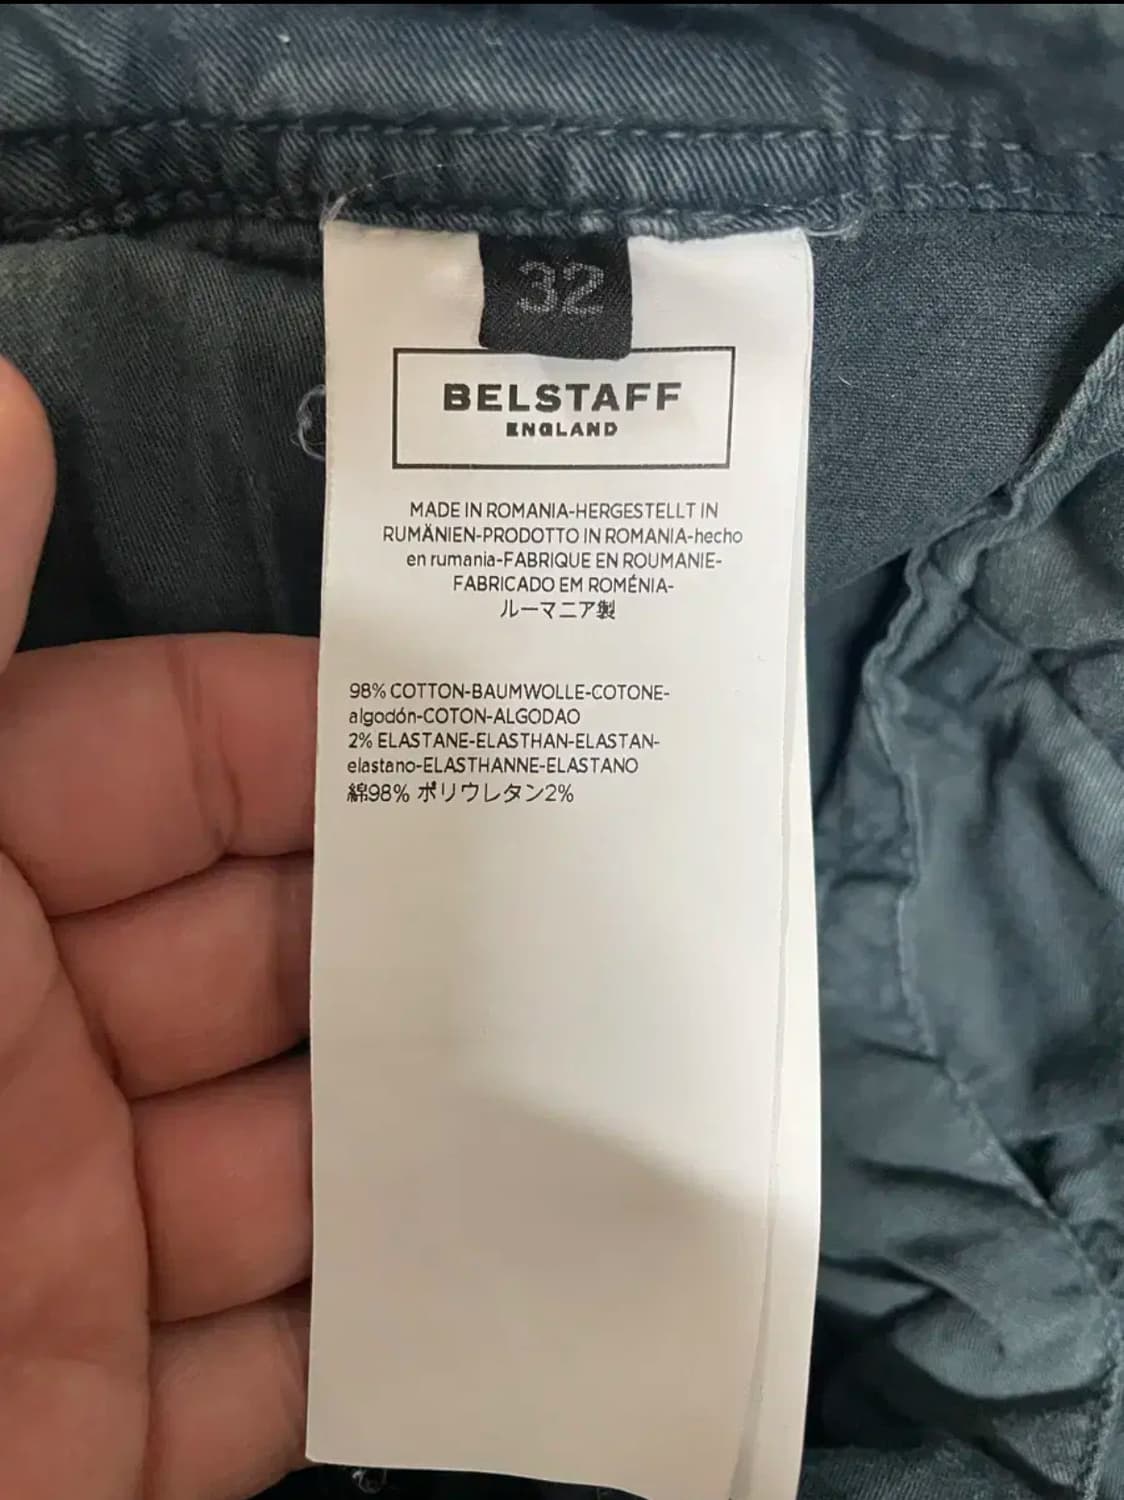 32
BELSTAFF
ENGLAND
MADE IN ROMANIA-HERGESTELLT IN
RUMÄNIEN-PRODOTTO IN ROMANIA-hecho
en rumania-FABRIQUE EN ROUMANIE-
FABRICADO EM ROMÉNIA-
ルーマニア製
98% COTTON-BAUMWOLLE-COTONE-
algodón-COTON-ALGODAO
2% ELASTANE-ELASTHAN-ELASTAN-
elastano-ELASTHANNE-ELASTANO
綿98% ポリウレタン2%